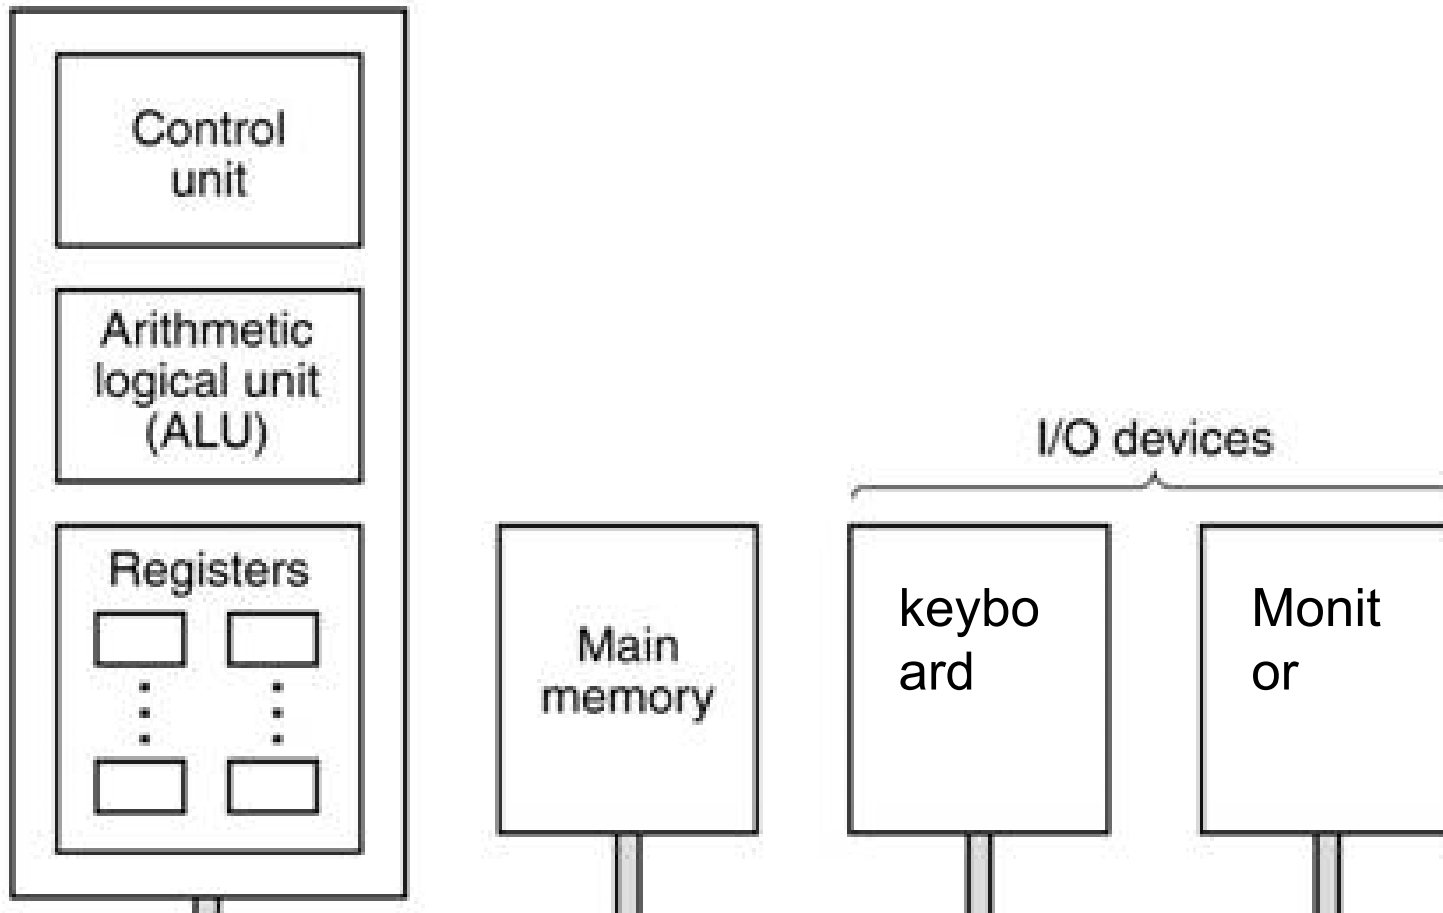 Control
unit
Arithmetic
logical unit
(ALU)
Registers
Main
memory
I/O devices
keybo
ard
Monit
or